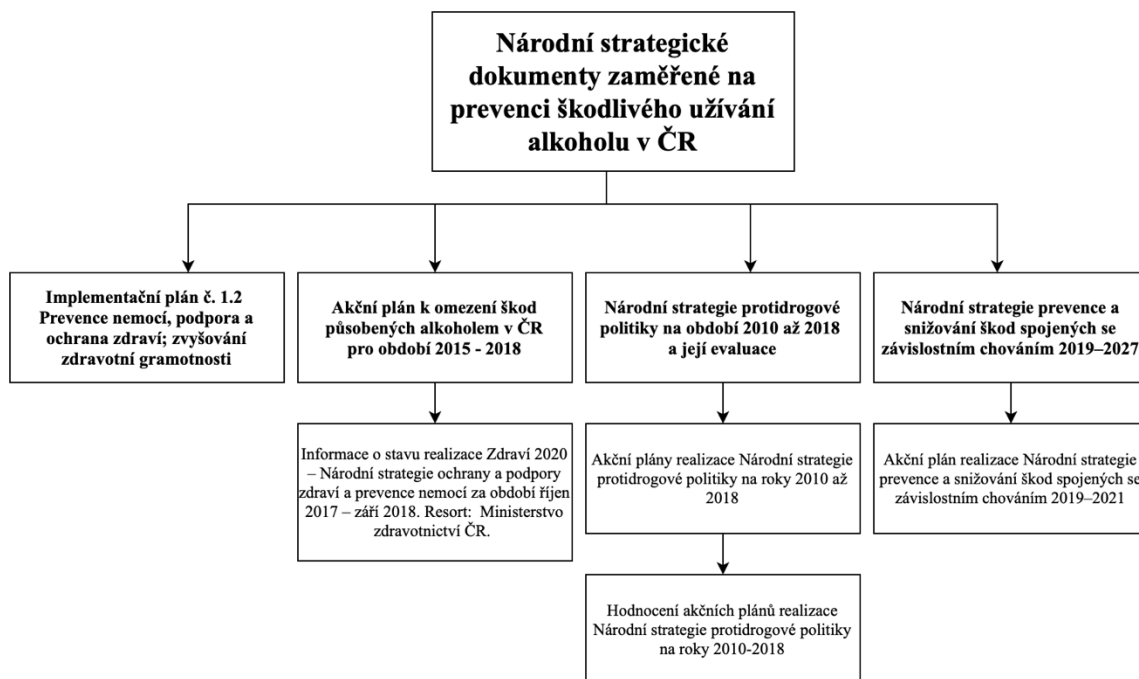 Národní strategické
dokumenty zaměřené na
prevenci škodlivého užívání
alkoholu v ČR
Implementační plán č. 1.2
Prevence nemocí, podpora a
ochrana zdraví; zvyšování
zdravotní gramotnosti
Akční plán k omezení škod
působených alkoholem v ČR
pro období 2015 - 2018
Národní strategie protidrogové
politiky na období 2010 až 2018
a její evaluace
Národní strategie prevence a
snižování škod spojených se
závislostním chováním 2019–2027
Informace o stavu realizace Zdraví 2020
– Národní strategie ochrany a podpory
zdraví a prevence nemocí za období říjen
2017 – září 2018. Resort: Ministerstvo
zdravotnictví ČR.
Akční plány realizace Národní strategie
protidrogové politiky na roky 2010 až
2018
Akční plán realizace Národní strategie
prevence a snižování škod spojených se
závislostním chováním 2019–2021
Hodnocení akčních plánů realizace
Národní strategie protidrogové politiky
na roky 2010-2018